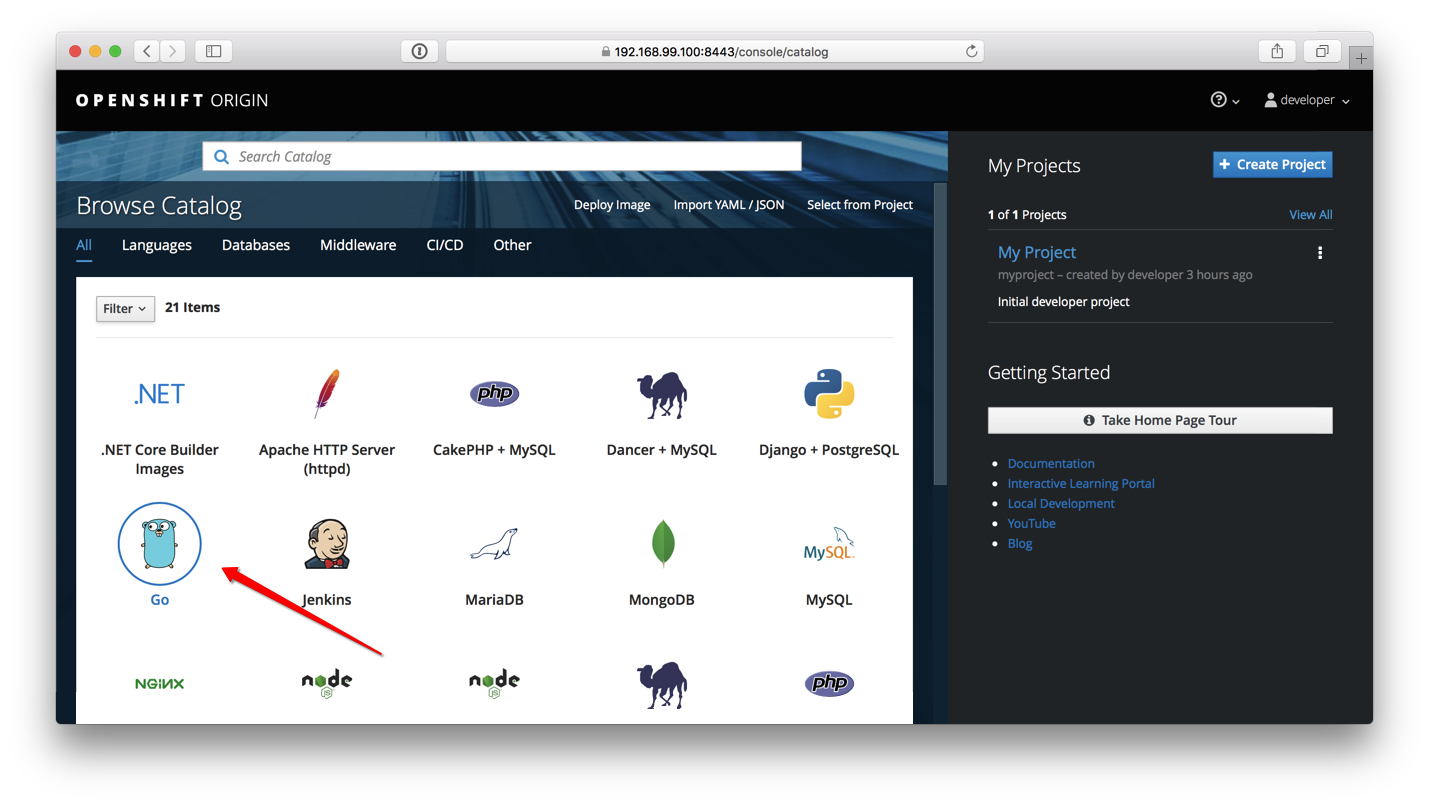 192.168.99.100:8443/console/catalog
OPENSHIFT ORIGIN
developer
Search Catalog
Browse Catalog
Deploy Image Import YAML / JSON Select from Project
All Languages Databases Middleware CI/CD Other
Filter 21 Items
.NET
php
.NET Core Builder Images
Apache HTTP Server (httpd)
CakePHP + MySQL
Dancer + MySQL
Django + PostgreSQL
MySQL
Go
Jenkins
MariaDB
MongoDB
MySQL
NGINX
node
JS
node
JS
php
My Projects
+ Create Project
1 of 1 Projects View All
My Project
myproject – created by developer 3 hours ago
Initial developer project
Getting Started
Take Home Page Tour
Documentation
Interactive Learning Portal
Local Development
YouTube
Blog